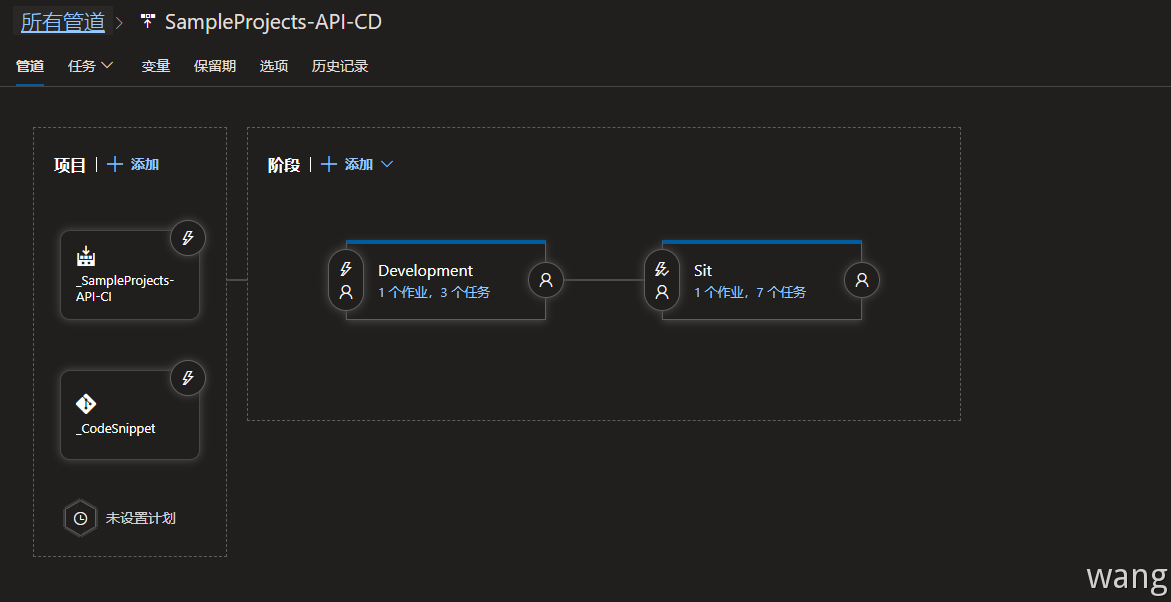 所有管道 SampleProjects-API-CD
管道 任务 变量 保留期 选项 历史记录
项目 添加
_SampleProjects-
API-CI
_CodeSnippet
未设置计划
阶段 添加
Development
1 个作业，3 个任务
Sit
1 个作业，7 个任务
wang